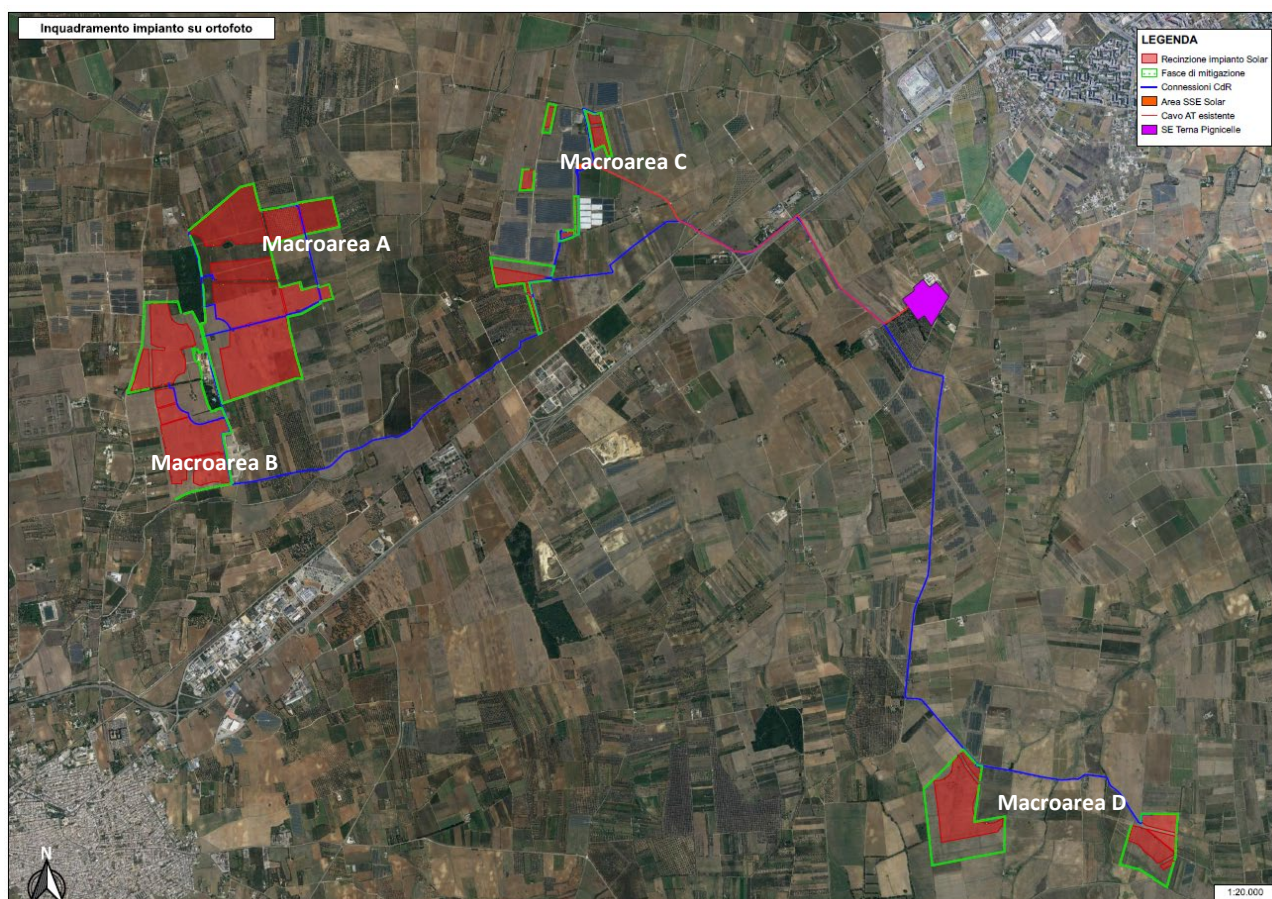 Inquadramento impianto su ortofoto
LEGENDA
Recinzione impianto Solar
Fasce di mitigazione
Connessioni CdR
Area SSE Solar
Cavo AT esistente
SE Terna Pignicelle
Macroarea C
Macroarea A
Macroarea B
Macroarea D
N
1:20.000